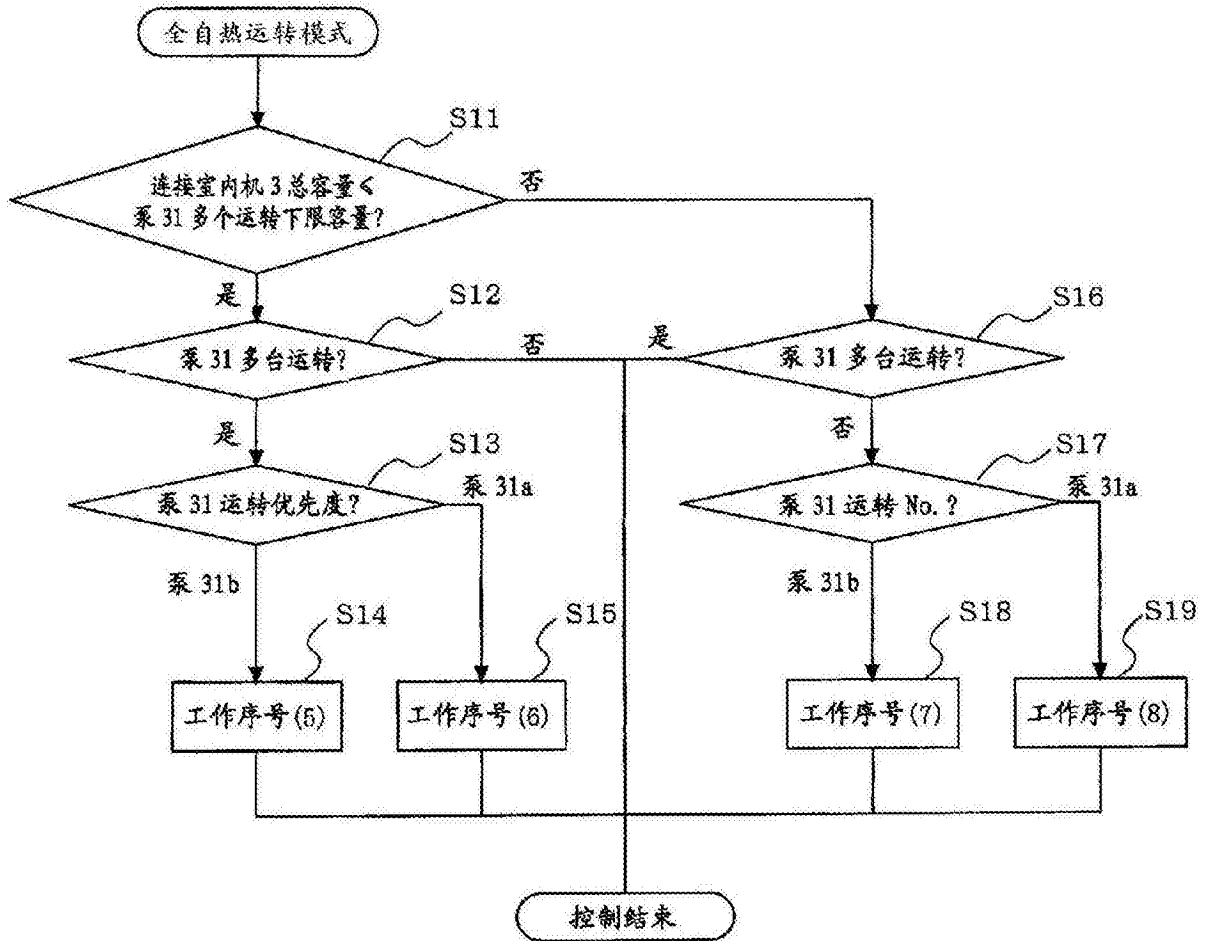 全自热运转模式
S11
连接室内机3总容量≤
泵31多个运转下限容量?
否
是
S12
泵31多台运转?
否
是
S16
泵31多台运转?
是
S13
泵31运转优先度?
泵31a
否
S17
泵31运转No.?
泵31a
泵31b
泵31b
S14
S15
S18
S19
工作序号(5)
工作序号(6)
工作序号(7)
工作序号(8)
控制结束